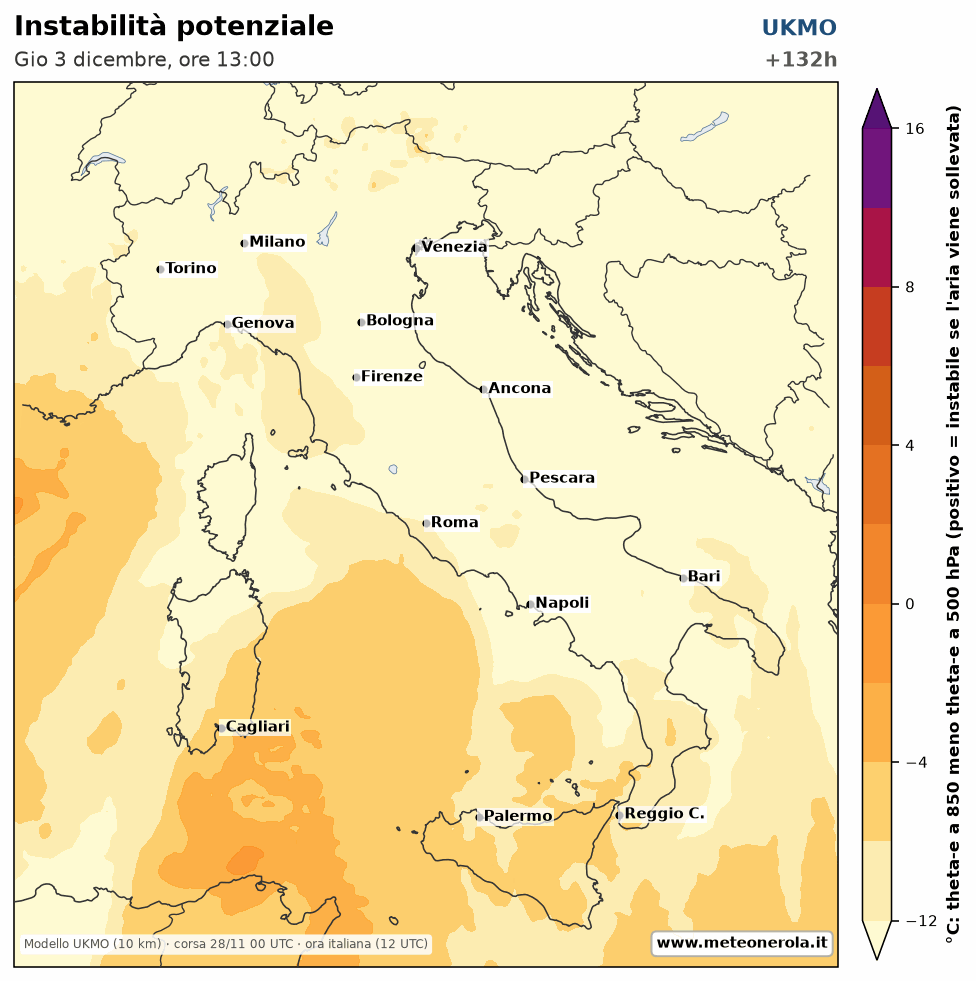 Instabilità potenziale
UKMO
Gio 3 dicembre, ore 13:00
+132h
Milano
Venezia
Torino
Genova
Bologna
Firenze
Ancona
Pescara
Roma
Bari
Napoli
Cagliari
Palermo
Reggio C.
16
8
4
0
−4
−12
°C: theta-e a 850 meno theta-e a 500 hPa (positivo = instabile se l'aria viene sollevata)
Modello UKMO (10 km) · corsa 28/11 00 UTC · ora italiana (12 UTC)
www.meteonerola.it